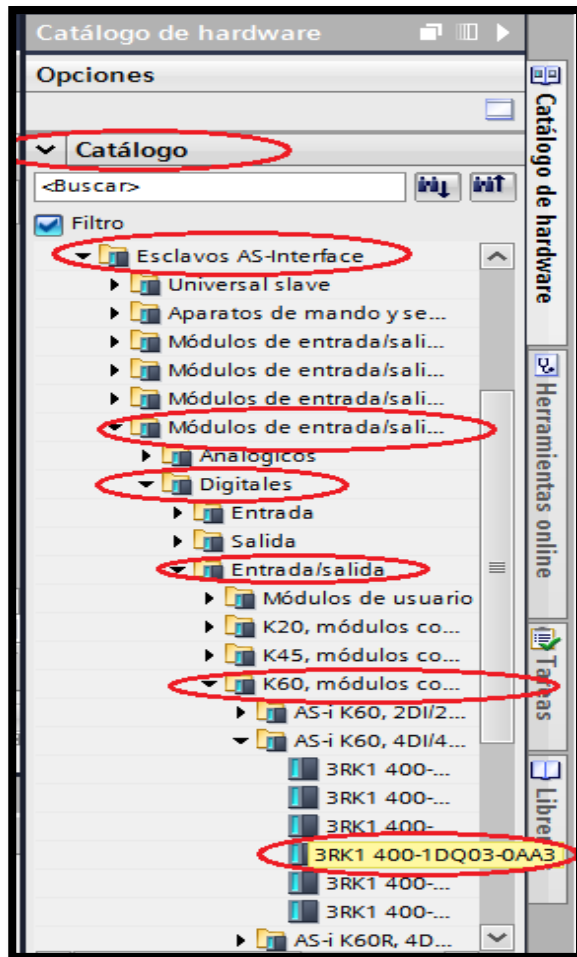 Catálogo de hardware
Opciones
Catálogo
<Buscar>
Filtro
Esclavos AS-Interface
Universal slave
Aparatos de mando y se...
Módulos de entrada/sali...
Módulos de entrada/sali...
Módulos de entrada/sali...
Módulos de entrada/sali...
Analógicos
Digitales
Entrada
Salida
Entrada/salida
Módulos de usuario
K20, módulos co...
K45, módulos co...
K60, módulos co...
AS-i K60, 2DI/2...
AS-i K60, 4DI/4...
3RK1 400-...
3RK1 400-...
3RK1 400-
3RK1 400-1DQ03-0AA3
3RK1 400-...
3RK1 400-...
AS-i K60R, 4D...
Catálogo de hardware
Herramientas online
Tareas